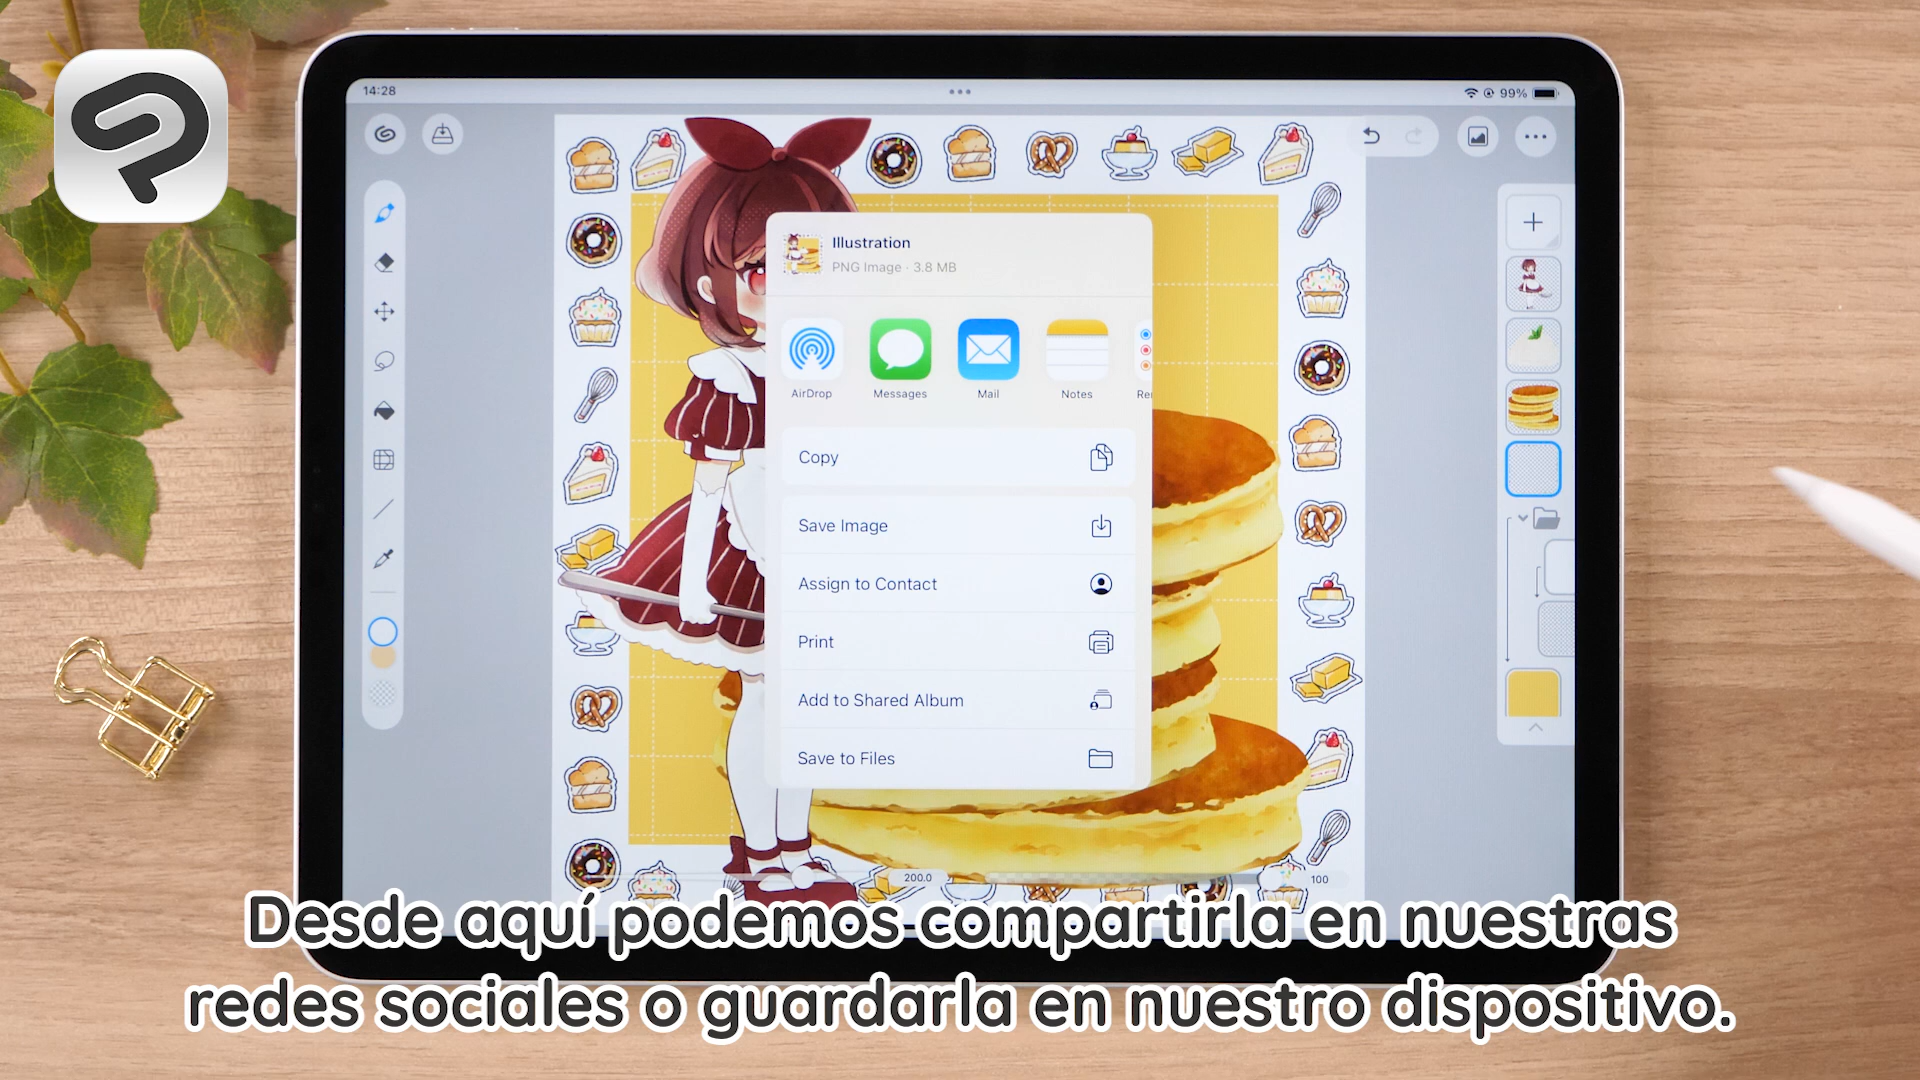 14:28
99%
Illustration
PNG Image · 3.8 MB
AirDrop
Messages
Mail
Notes
Copy
Save Image
Assign to Contact
Print
Add to Shared Album
Save to Files
200.0
100
Desde aquí podemos compartirla en nuestras
redes sociales o guardarla en nuestro dispositivo.